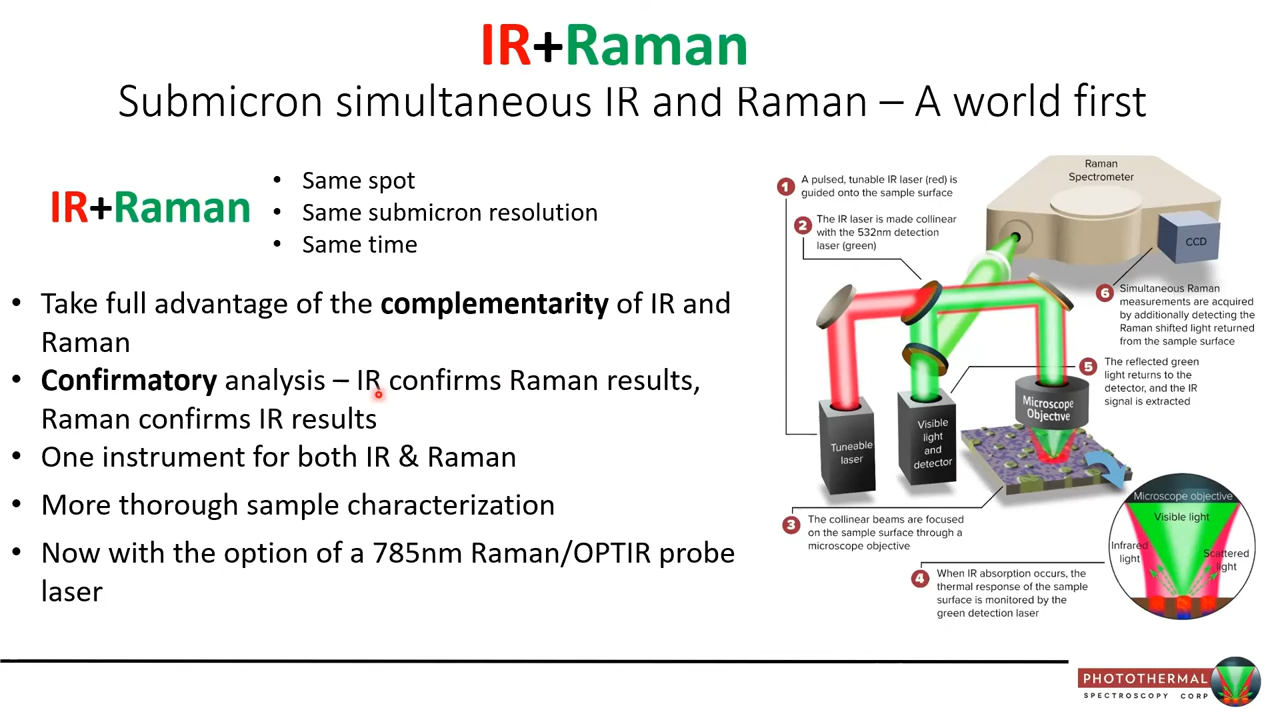 IR+Raman
Submicron simultaneous IR and Raman – A world first
IR+Raman
• Same spot
• Same submicron resolution
• Same time
• Take full advantage of the complementarity of IR and
Raman
• Confirmatory analysis – IR confirms Raman results,
Raman confirms IR results
• One instrument for both IR & Raman
• More thorough sample characterization
• Now with the option of a 785nm Raman/OPTIR probe
laser
Raman
Spectrometer
CCD
1 A pulsed, tunable IR laser (red) is
guided onto the sample surface
2 The IR laser is made collinear
with the 532nm detection
laser (green)
6 Simultaneous Raman
measurements are acquired
by additionally detecting the
Raman shifted light returned
from the sample surface
5 The reflected green
light returns to the
detector, and the IR
signal is extracted
Microscope
Objective
Tuneable
laser
Visible
light
and
detector
3 The collinear beams are focused
on the sample surface through a
microscope objective
4 When IR absorption occurs, the
thermal response of the sample
surface is monitored by the
green detection laser
Microscope objective
Visible light
Infrared
light
Scattered
light
PHOTOTHERMAL
SPECTROSCOPY CORP